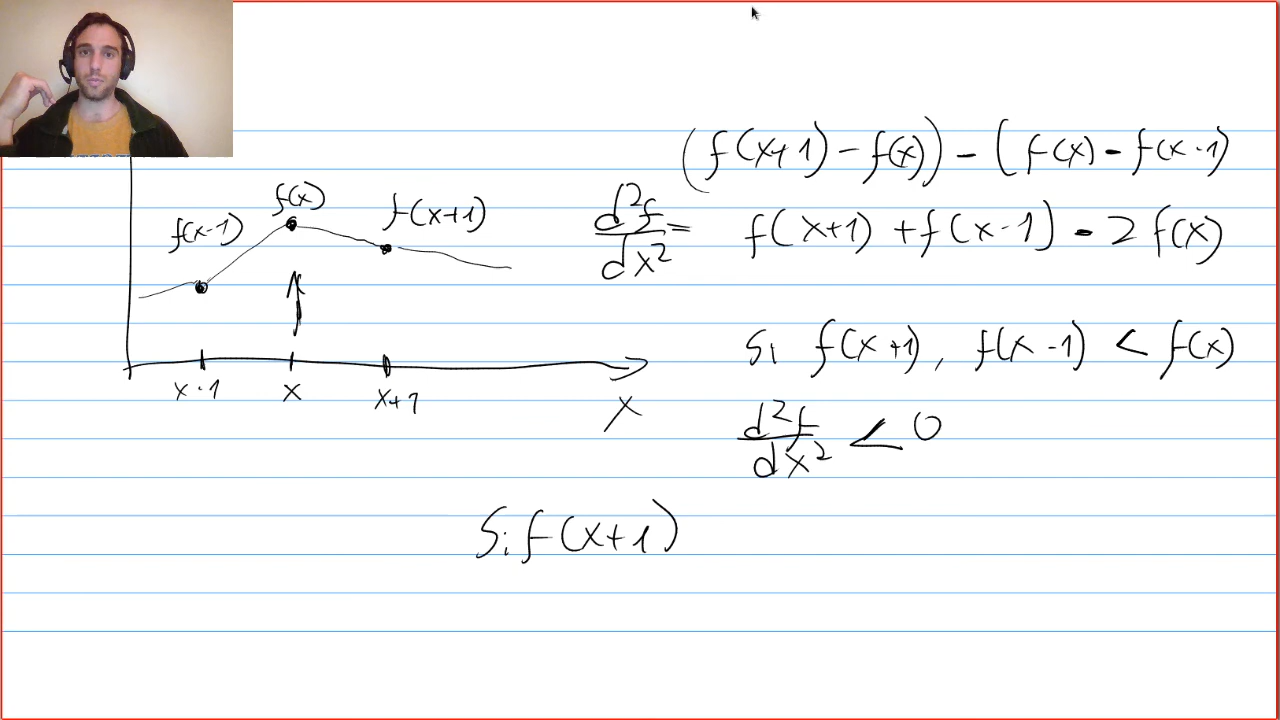 (f(x+1) - f(x)) - (f(x) - f(x-1)
d²f/dx² = f(x+1) + f(x-1) - 2f(x)
f(x-1) f(x) f(x+1)
x-1 x x+1 x
Si f(x+1), f(x-1) < f(x)
d²f/dx² < 0
Si f(x+1)